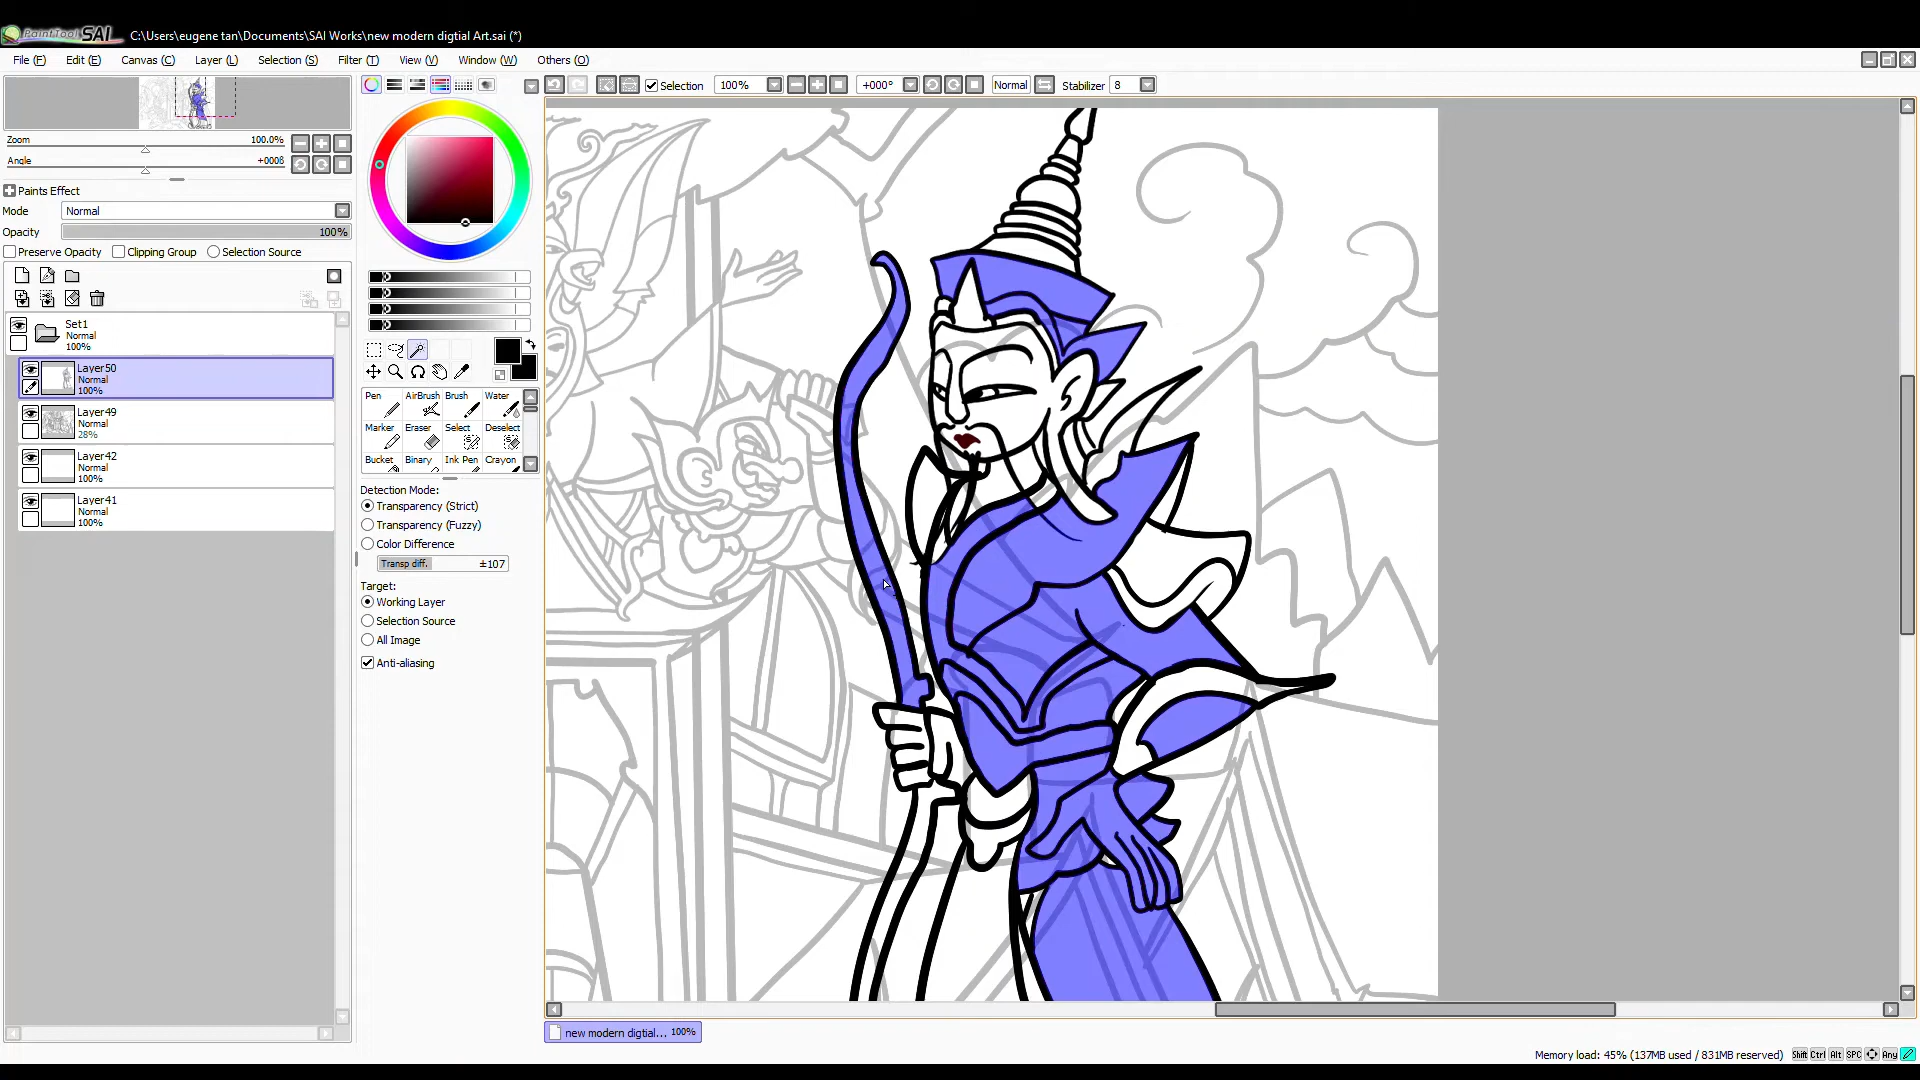 PaintTool SAI C:\Users\eugene tan\Documents\SAI Works\new modern digtial Art.sai (*)
File (F) Edit (E) Canvas (C) Layer (L) Selection (S) Filter (T) View (V) Window (W) Others (O)
Selection 100% +000° Normal Stabilizer 8
Zoom 100.0%
Angle +000ß
Paints Effect
Mode Normal
Opacity 100%
Preserve Opacity Clipping Group Selection Source
Set1
Normal
100%
Layer50
Normal
100%
Layer49
Normal
28%
Layer42
Normal
100%
Layer41
Normal
100%
Pen AirBrush Brush Water
Marker Eraser Select Deselect
Bucket Binary Ink Pen Crayon
Detection Mode:
Transparency (Strict)
Transparency (Fuzzy)
Color Difference
Transp diff. ±107
Target:
Working Layer
Selection Source
All Image
Anti-aliasing
new modern digtial... 100%
Memory load: 45% (137MB used / 831MB reserved) Shift Ctrl Alt SPC Any